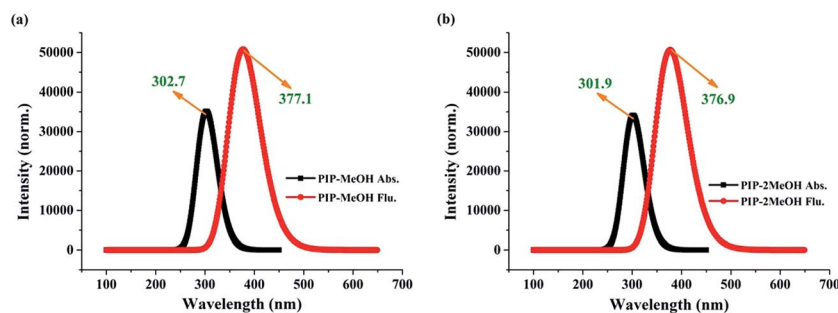 (a)
50000
40000
30000
20000
10000
0
Intensity (norm.)
302.7
377.1
PIP-MeOH Abs.
PIP-MeOH Flu.
100 200 300 400 500 600 700
Wavelength (nm)
(b)
50000
40000
30000
20000
10000
0
Intensity (norm.)
301.9
376.9
PIP-2MeOH Abs.
PIP-2MeOH Flu.
100 200 300 400 500 600 700
Wavelength (nm)